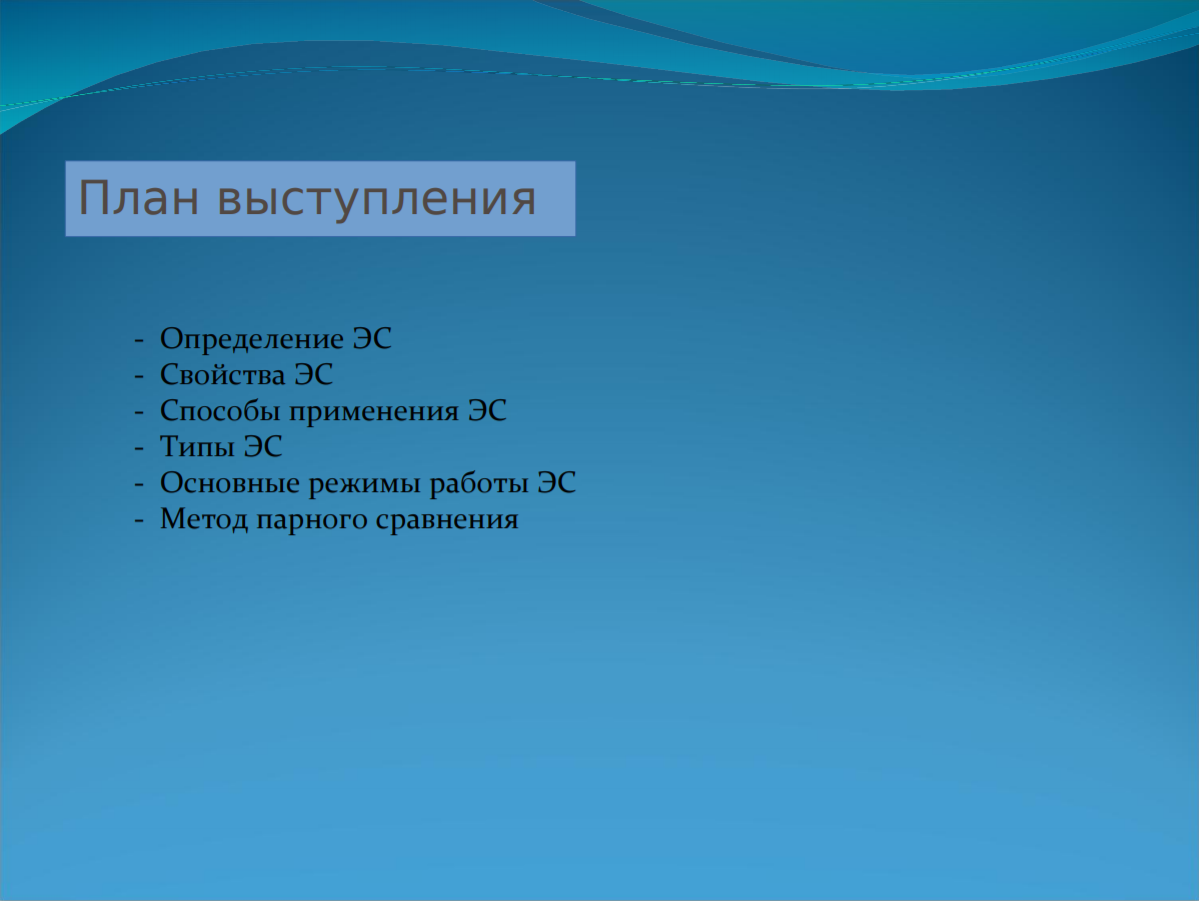 План выступления
- Определение ЭС
- Свойства ЭС
- Способы применения ЭС
- Типы ЭС
- Основные режимы работы ЭС
- Метод парного сравнения